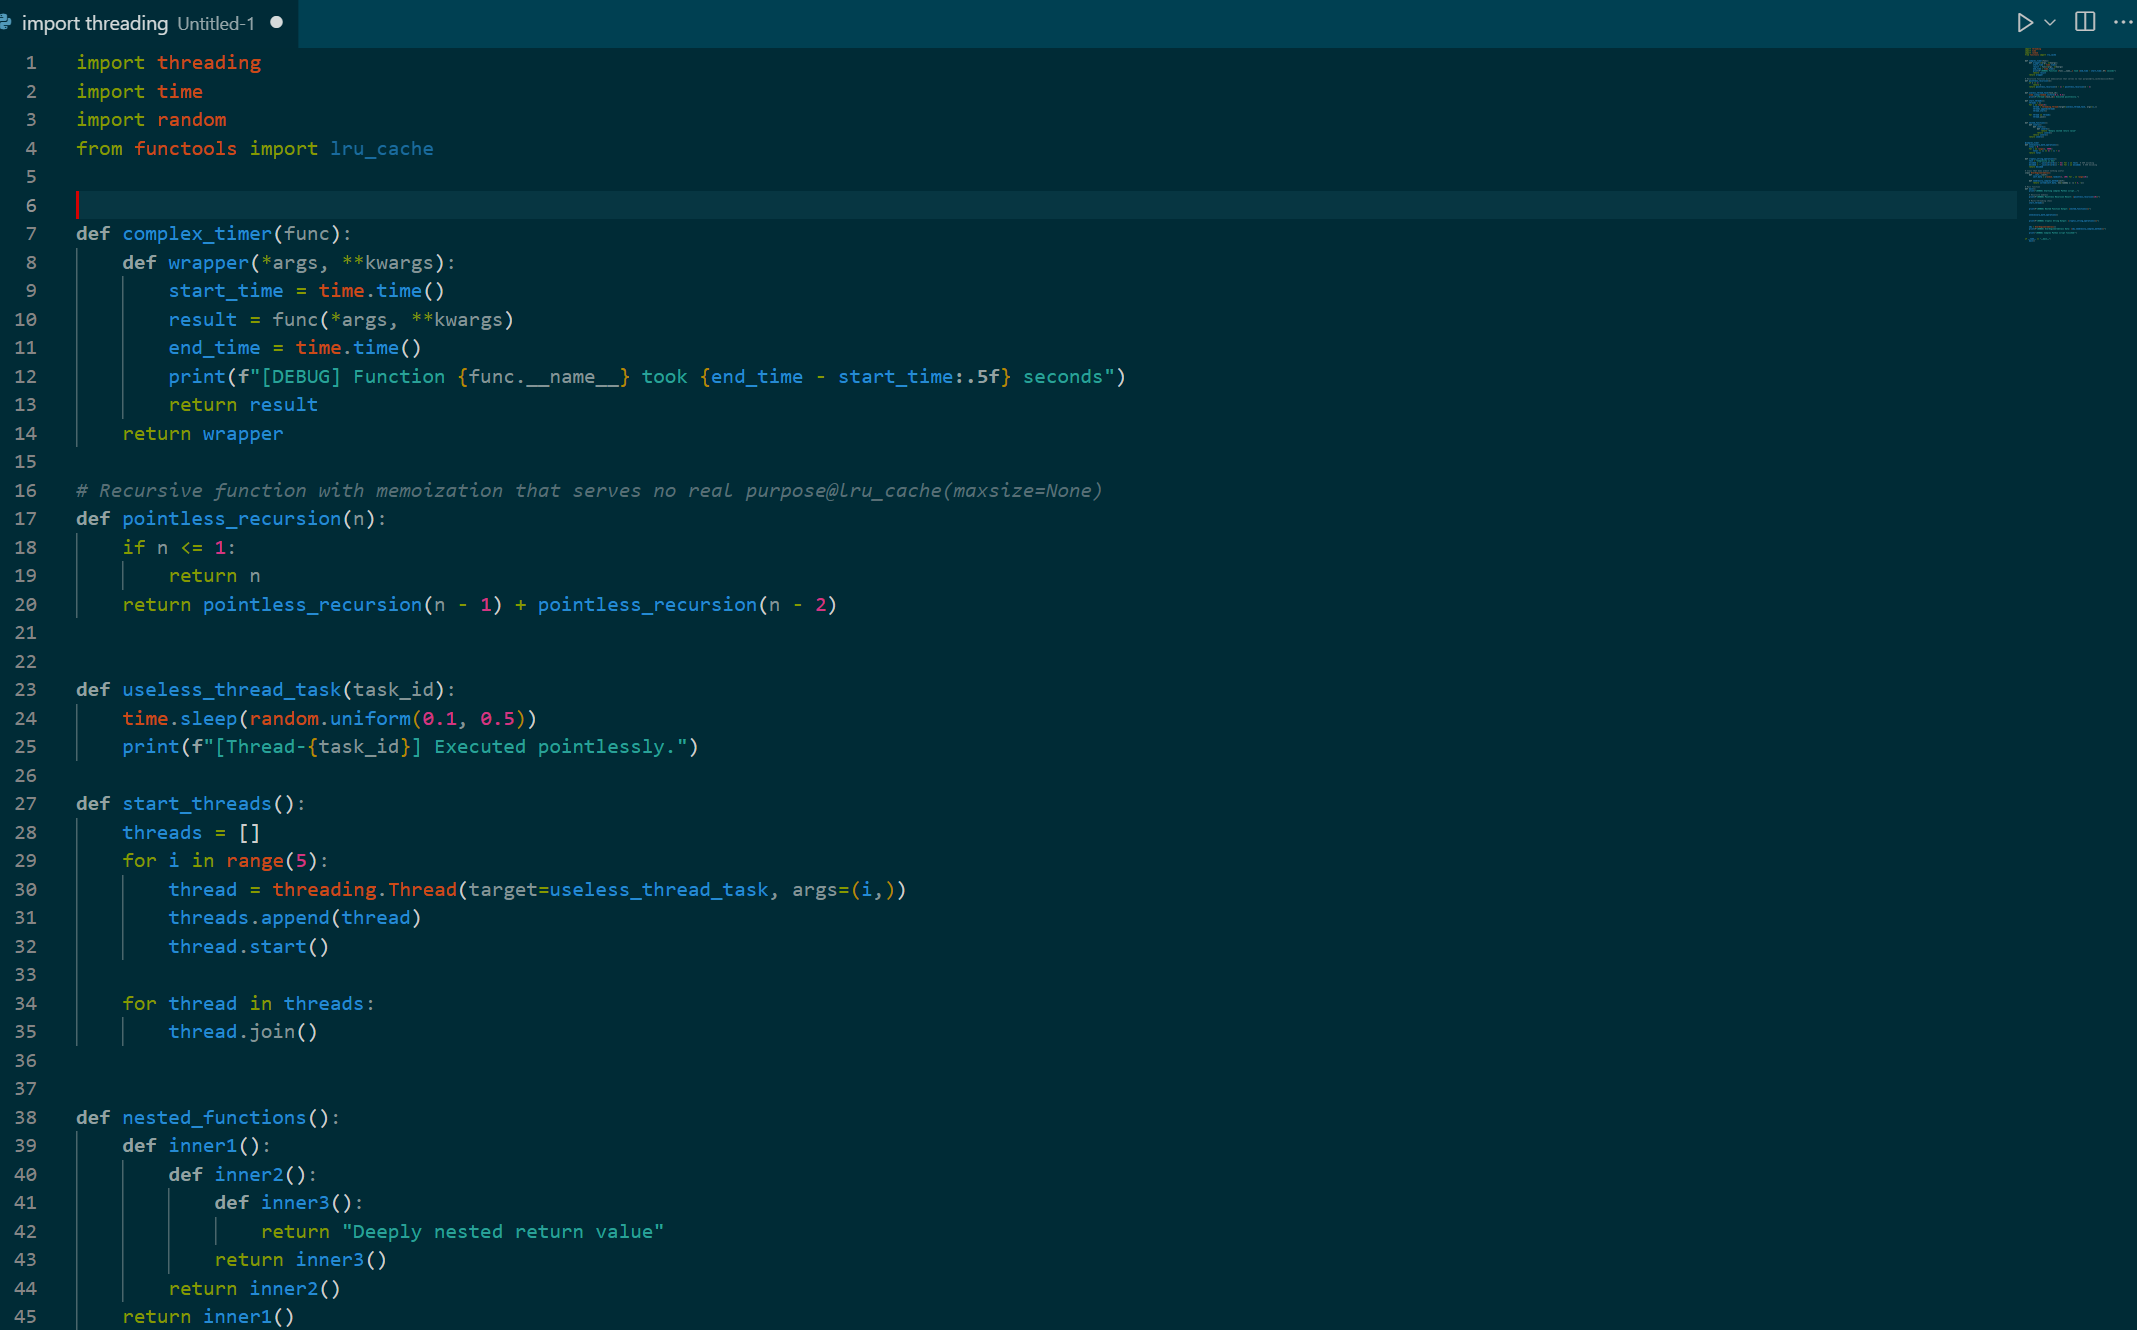 import threading Untitled-1
1 import threading
2 import time
3 import random
4 from functools import lru_cache
5
6
7 def complex_timer(func):
8     def wrapper(*args, **kwargs):
9         start_time = time.time()
10         result = func(*args, **kwargs)
11         end_time = time.time()
12         print(f"[DEBUG] Function {func.__name__} took {end_time - start_time:.5f} seconds")
13         return result
14     return wrapper
15
16 # Recursive function with memoization that serves no real purpose@lru_cache(maxsize=None)
17 def pointless_recursion(n):
18     if n <= 1:
19         return n
20     return pointless_recursion(n - 1) + pointless_recursion(n - 2)
21
22
23 def useless_thread_task(task_id):
24     time.sleep(random.uniform(0.1, 0.5))
25     print(f"[Thread-{task_id}] Executed pointlessly.")
26
27 def start_threads():
28     threads = []
29     for i in range(5):
30         thread = threading.Thread(target=useless_thread_task, args=(i,))
31         threads.append(thread)
32         thread.start()
33
34     for thread in threads:
35         thread.join()
36
37
38 def nested_functions():
39     def inner1():
40         def inner2():
41             def inner3():
42                 return "Deeply nested return value"
43             return inner3()
44         return inner2()
45     return inner1()